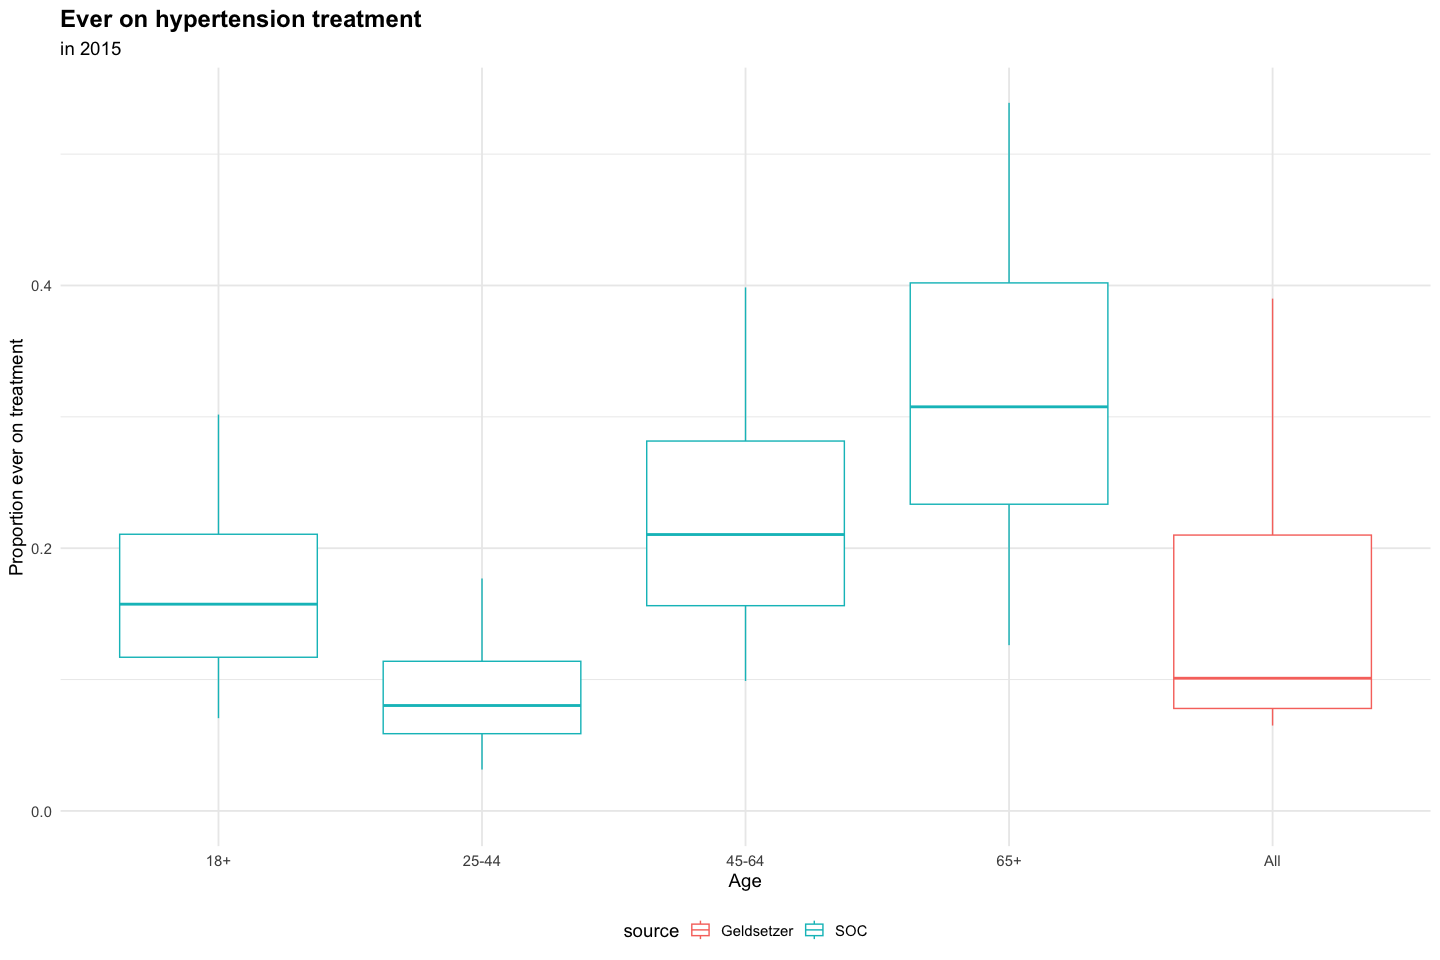 Ever on hypertension treatment
in 2015
Proportion ever on treatment
0.4
0.2
0.0
18+ 25-44 45-64 65+ All
Age
source Geldsetzer SOC